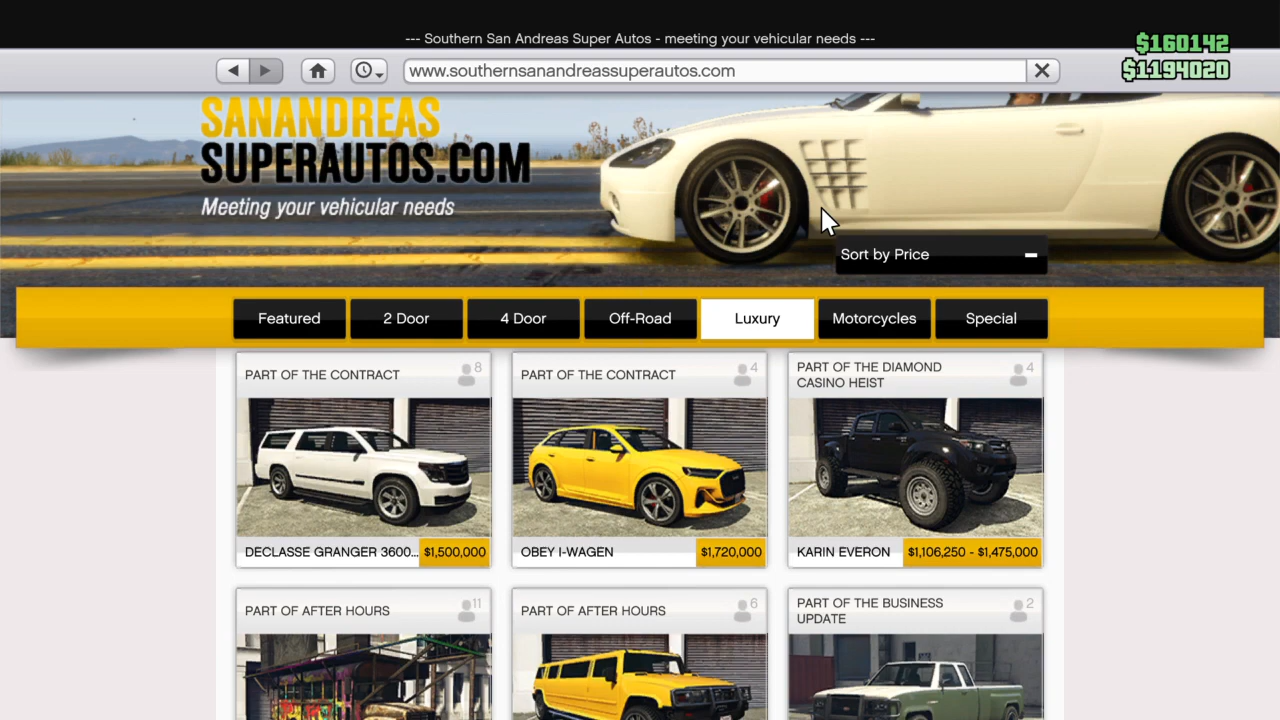 --- Southern San Andreas Super Autos - meeting your vehicular needs ---
$160142
$1194020
www.southernsanandreassuperautos.com
SANANDREAS
SUPERAUTOS.COM
Meeting your vehicular needs
Sort by Price
Featured
2 Door
4 Door
Off-Road
Luxury
Motorcycles
Special
PART OF THE CONTRACT
8
PART OF THE CONTRACT
4
PART OF THE DIAMOND
CASINO HEIST
4
DECLASSE GRANGER 3600...
$1,500,000
OBEY I-WAGEN
$1,720,000
KARIN EVERON
$1,106,250 - $1,475,000
PART OF AFTER HOURS
11
PART OF AFTER HOURS
6
PART OF THE BUSINESS
UPDATE
2